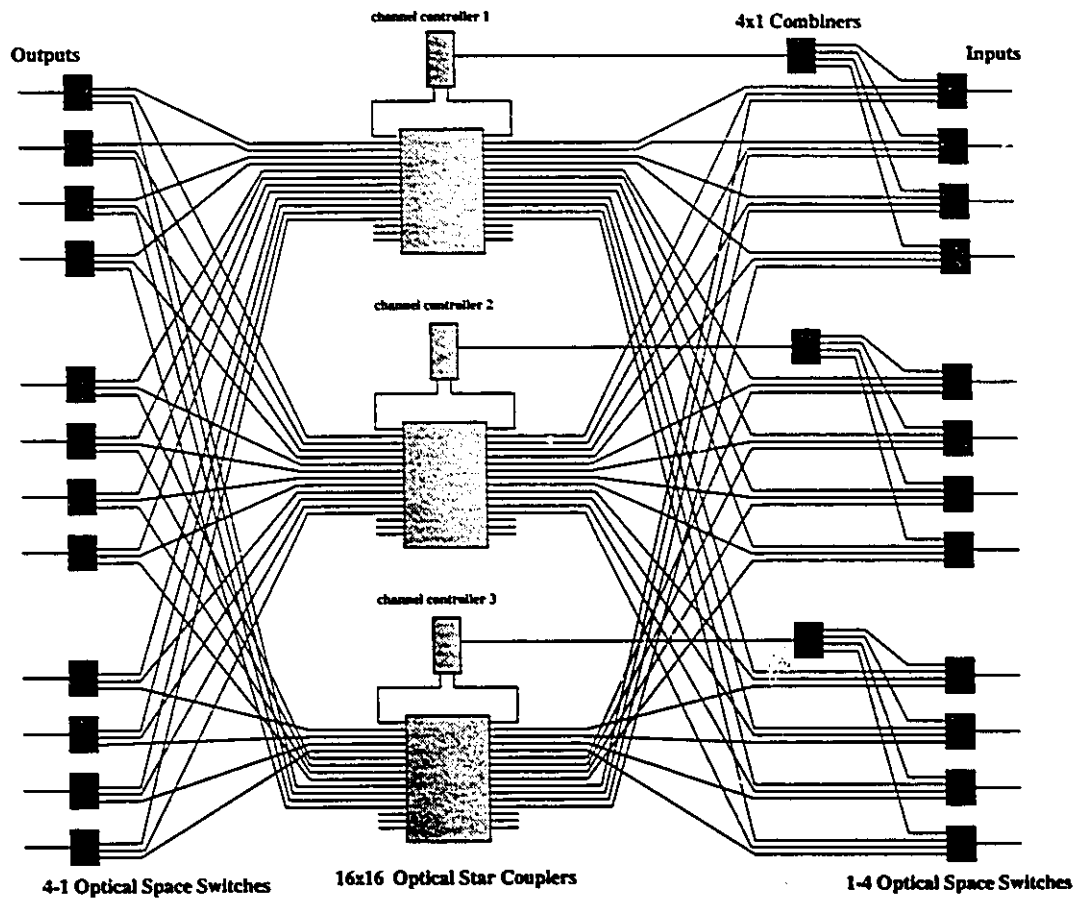 channel controller 1
4x1 Combiners
Outputs
Inputs
channel controller 2
channel controller 3
4-1 Optical Space Switches
16x16 Optical Star Couplers
1-4 Optical Space Switches